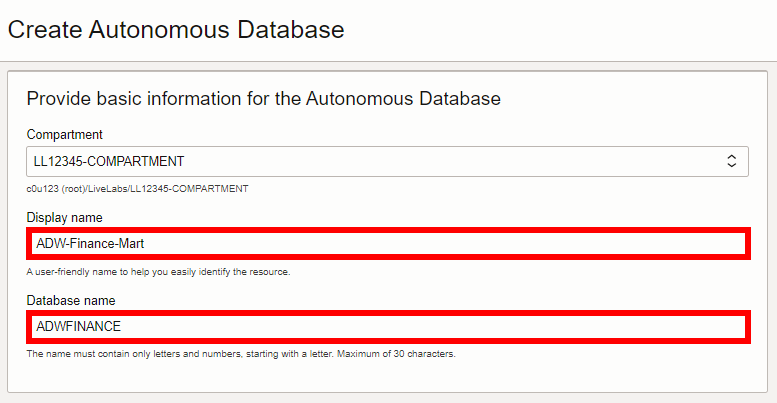 Create Autonomous Database
Provide basic information for the Autonomous Database
Compartment
LL12345-COMPARTMENT
c0u123 (root)/LiveLabs/LL12345-COMPARTMENT
Display name
ADW-Finance-Mart
A user-friendly name to help you easily identify the resource.
Database name
ADWFINANCE
The name must contain only letters and numbers, starting with a letter. Maximum of 30 characters.